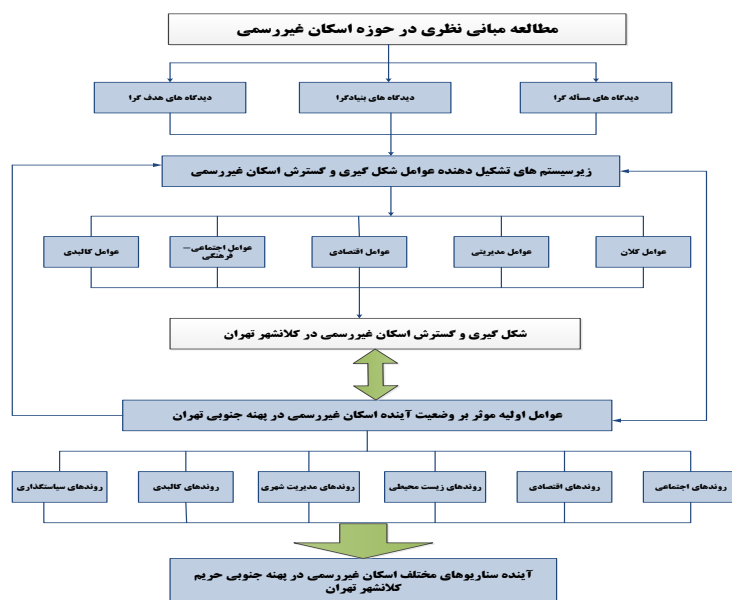 مطالعه مبانی نظری در حوزه اسکان غیررسمی
دیدگاه های مسأله گرا
دیدگاه های بنیادگرا
دیدگاه های هدف گرا
زیرسیستم های تشکیل دهنده عوامل شکل گیری و گسترش اسکان غیررسمی
عوامل کلان
عوامل مدیریتی
عوامل اقتصادی
عوامل اجتماعی–
فرهنگی
عوامل کالبدی
شکل گیری و گسترش اسکان غیررسمی در کلانشهر تهران
عوامل اولیه موثر بر وضعیت آینده اسکان غیررسمی در پهنه جنوبی تهران
روندهای اجتماعی
روندهای اقتصادی
روندهای زیست محیطی
روندهای مدیریت شهری
روندهای کالبدی
روندهای سیاستگذاری
آینده سناریوهای مختلف اسکان غیررسمی در پهنه جنوبی حریم
کلانشهر تهران